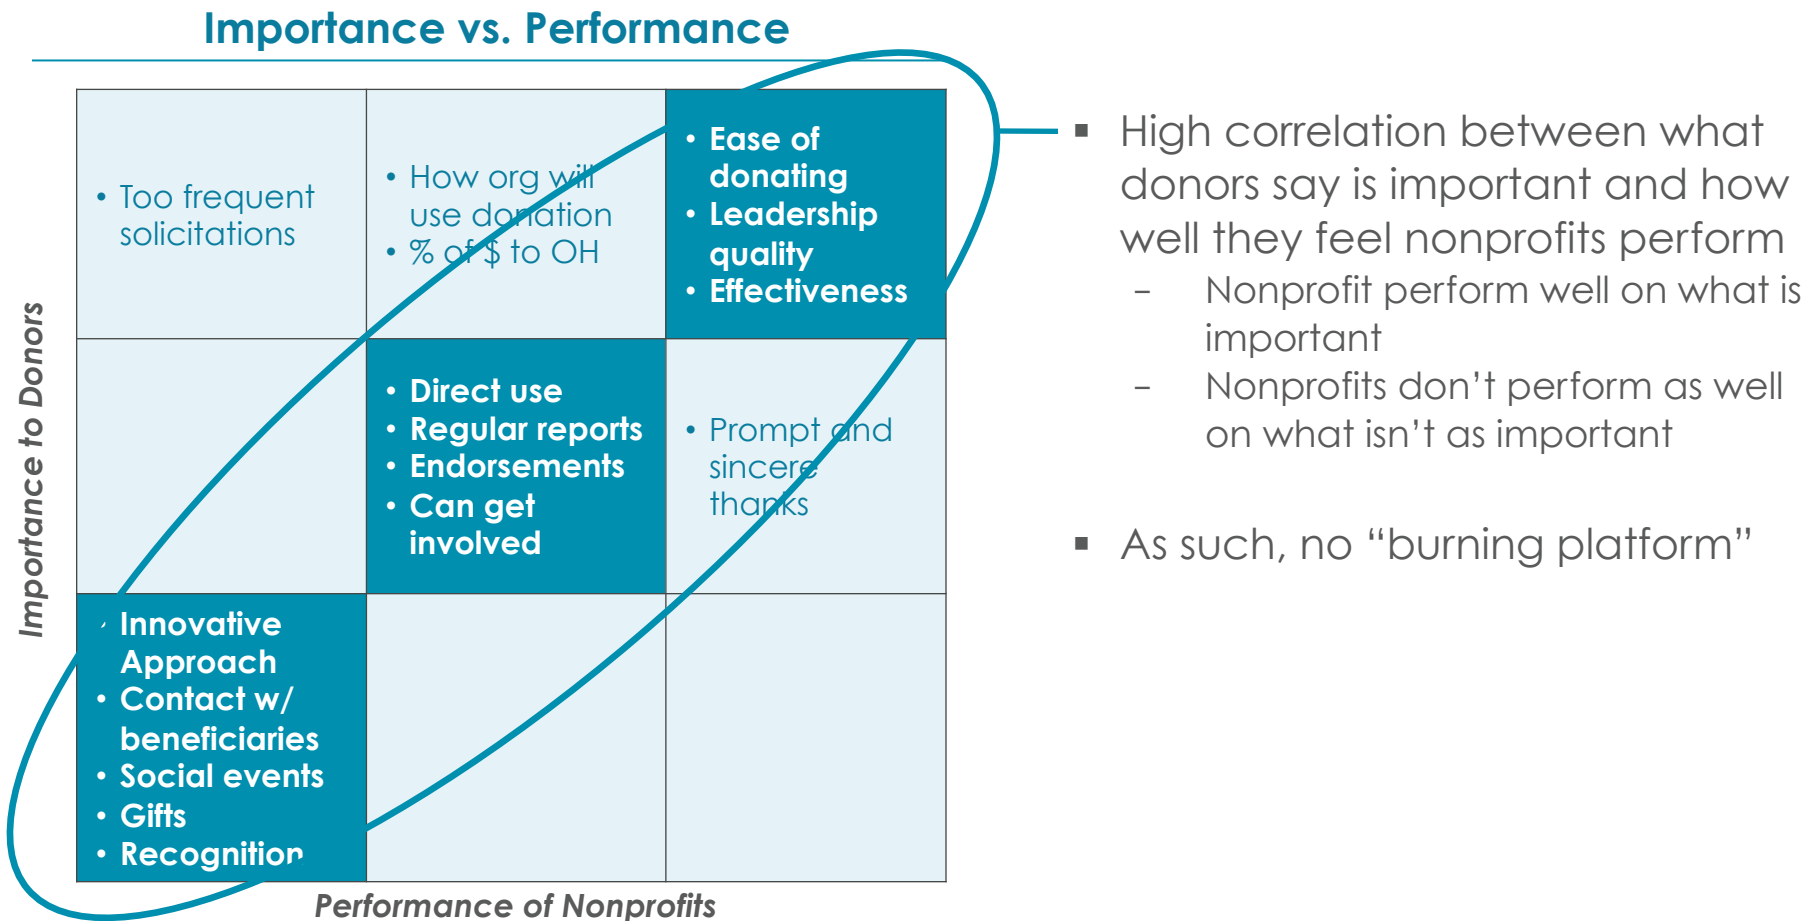 Importance vs. Performance
Importance to Donors
• Too frequent
solicitations
• How org will
use donation
• % of $ to OH
• Ease of
donating
• Leadership
quality
• Effectiveness
• Direct use
• Regular reports
• Endorsements
• Can get
involved
• Prompt and
sincere
thanks
• Innovative
Approach
• Contact w/
beneficiaries
• Social events
• Gifts
• Recognition
Performance of Nonprofits
▪ High correlation between what
donors say is important and how
well they feel nonprofits perform
– Nonprofit perform well on what is
important
– Nonprofits don’t perform as well
on what isn’t as important
▪ As such, no “burning platform”